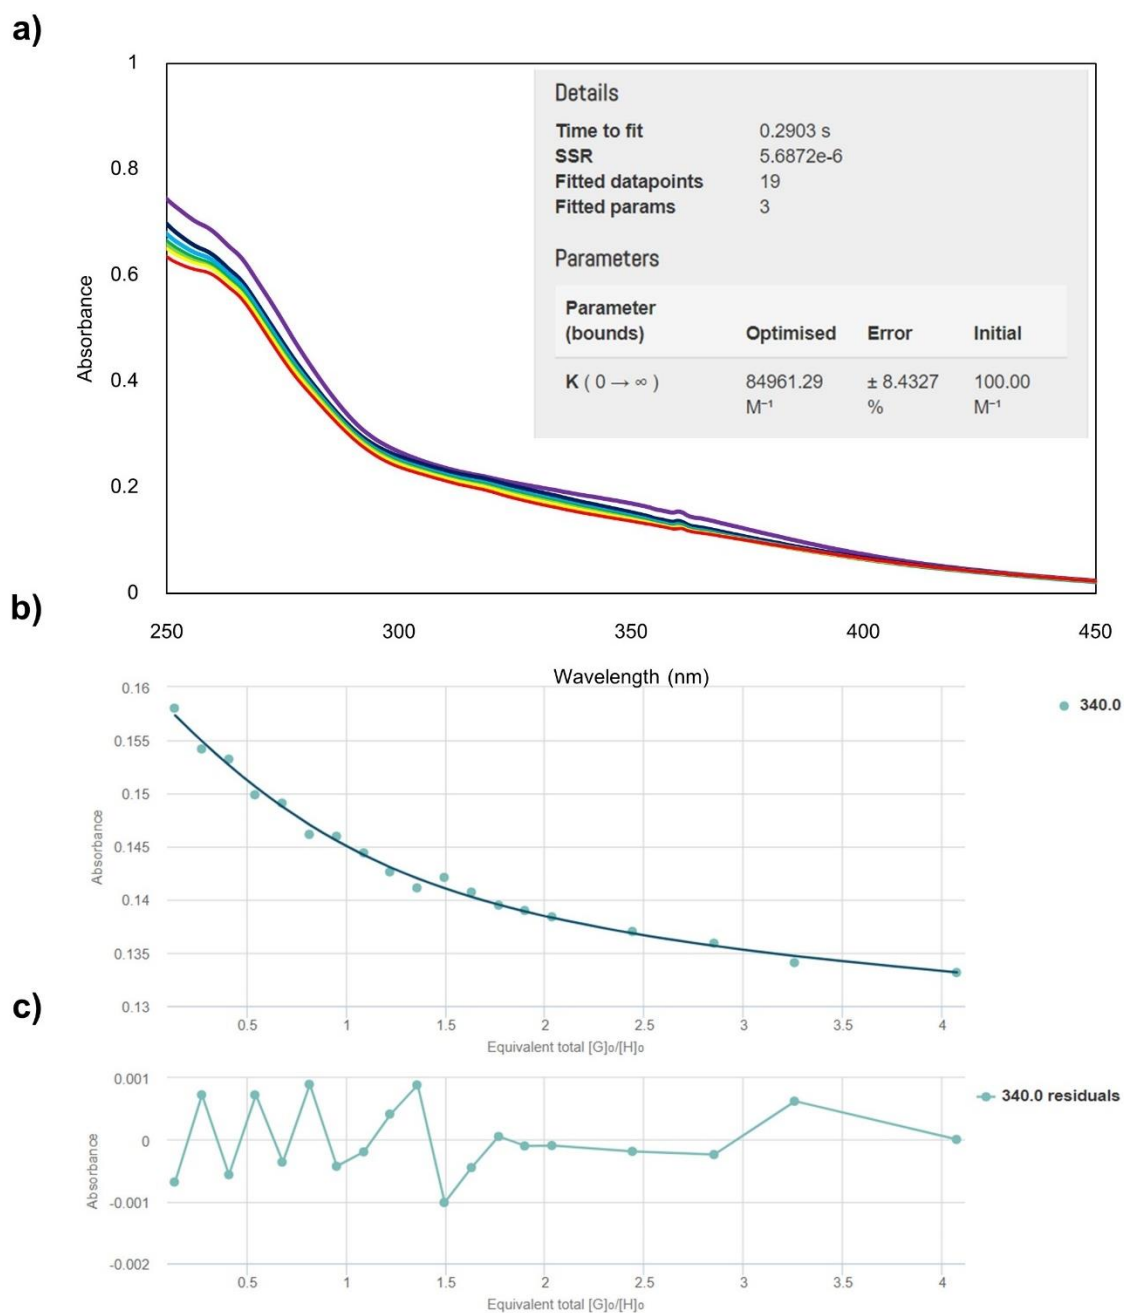 a)
1
0.8
0.6
0.4
0.2
0
Absorbance
Details
Time to fit 0.2903 s
SSR 5.6872e-6
Fitted datapoints 19
Fitted params 3
Parameters
Parameter
(bounds) Optimised Error Initial
K ( 0 → ∞ ) 84961.29 ± 8.4327 100.00
M⁻¹ % M⁻¹
250 300 350 400 450
Wavelength (nm)
b)
0.16
0.155
0.15
0.145
0.14
0.135
0.13
Absorbance
340.0
0.5 1 1.5 2 2.5 3 3.5 4
Equivalent total [G]₀/[H]₀
c)
0.001
0
-0.001
-0.002
Absorbance
340.0 residuals
0.5 1 1.5 2 2.5 3 3.5 4
Equivalent total [G]₀/[H]₀